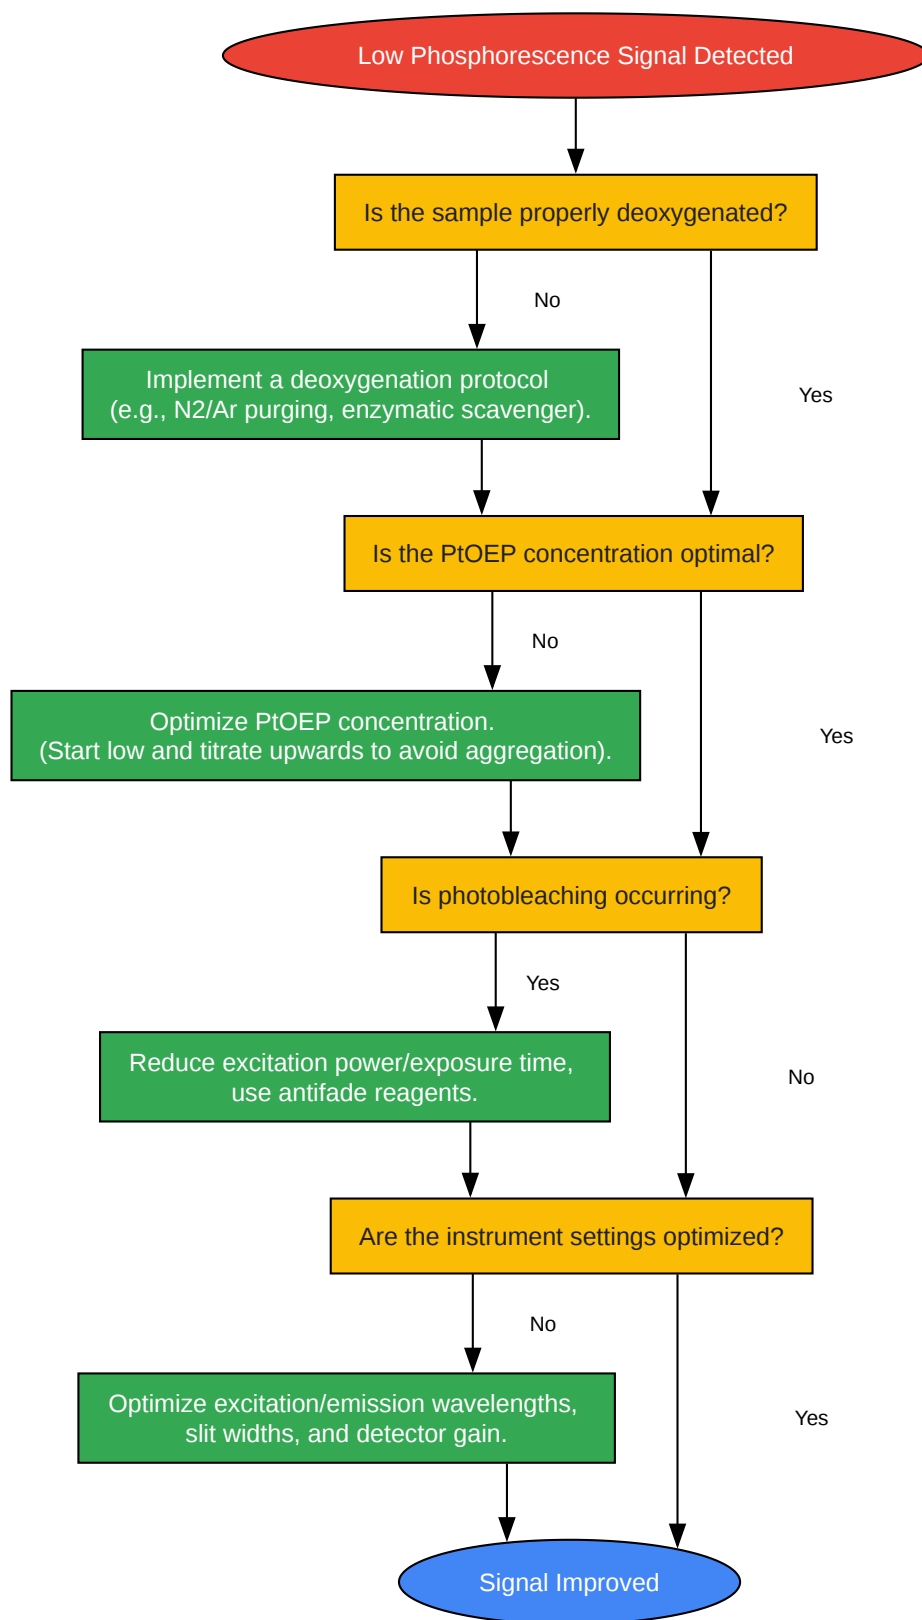 Low Phosphorescence Signal Detected
Is the sample properly deoxygenated?
No
Implement a deoxygenation protocol
(e.g., N2/Ar purging, enzymatic scavenger).
Yes
Is the PtOEP concentration optimal?
No
Optimize PtOEP concentration.
(Start low and titrate upwards to avoid aggregation).
Yes
Is photobleaching occurring?
Yes
Reduce excitation power/exposure time,
use antifade reagents.
No
Are the instrument settings optimized?
No
Optimize excitation/emission wavelengths,
slit widths, and detector gain.
Yes
Signal Improved